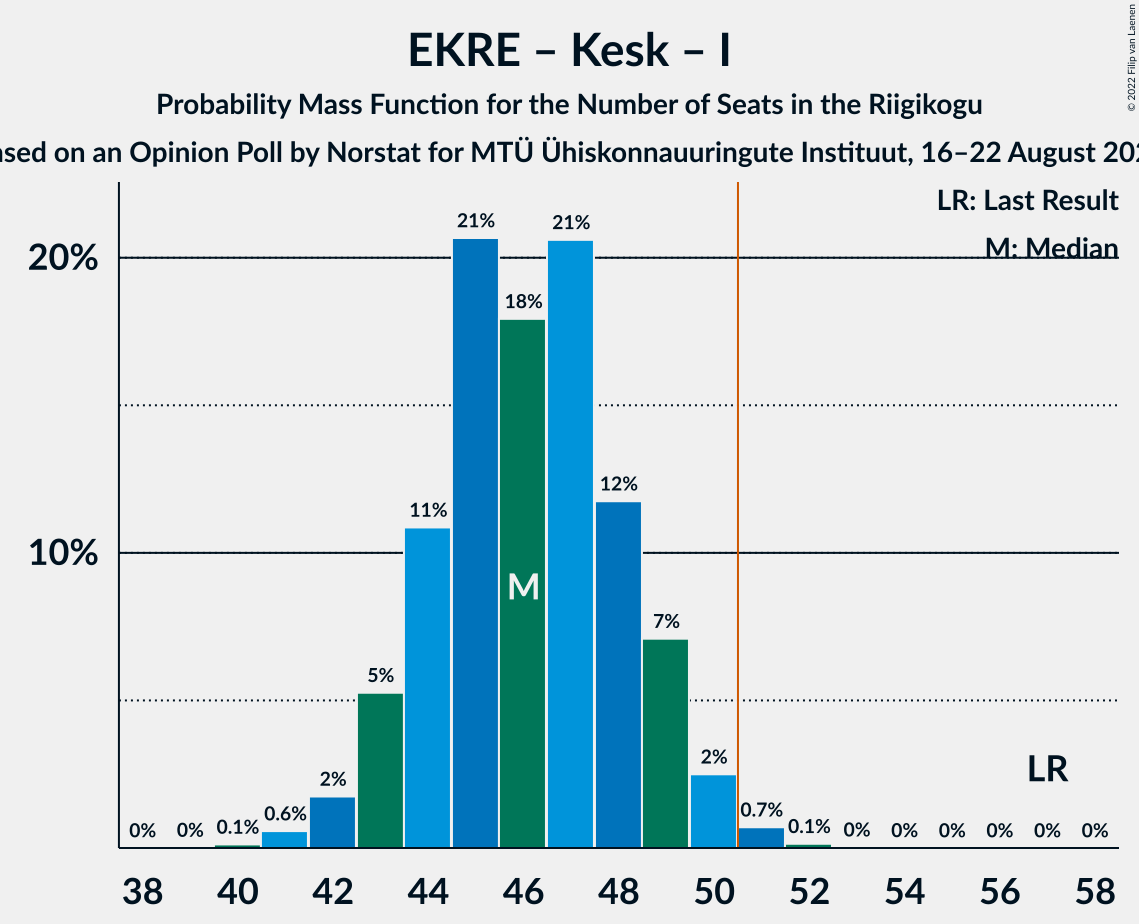 EKRE – Kesk – I
Probability Mass Function for the Number of Seats in the Riigikogu
on an Opinion Poll by Norstat for MTÜ Ühiskonnauuringute Instituut, 16–22 August
© 2022 Filip van Laenen
LR: Last Result
M: Median
20%
10%
0% 0% 0.1% 0.6% 2% 5% 11% 21% 18% 21% 12% 7% 2% 0.7% 0.1% 0% 0% 0% 0% 0% 0%
M
LR
38 40 42 44 46 48 50 52 54 56 58